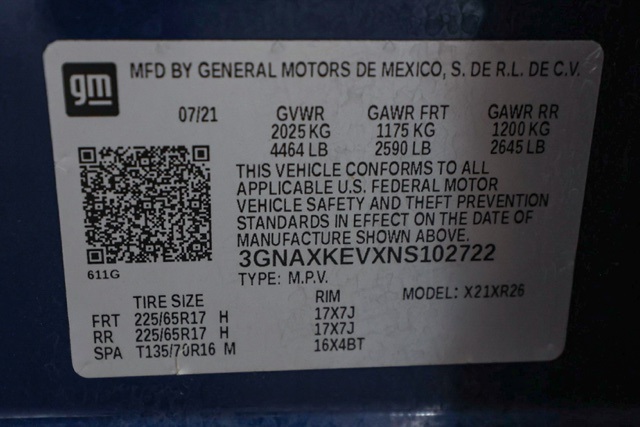 gm MFD BY GENERAL MOTORS DE MEXICO, S. DE R.L. DE C.V.
07/21 GVWR GAWR FRT GAWR RR
2025 KG 1175 KG 1200 KG
4464 LB 2590 LB 2645 LB
THIS VEHICLE CONFORMS TO ALL
APPLICABLE U.S. FEDERAL MOTOR
VEHICLE SAFETY AND THEFT PREVENTION
STANDARDS IN EFFECT ON THE DATE OF
MANUFACTURE SHOWN ABOVE.
3GNAXKEVXNS102722
611G TYPE: M.P.V. MODEL: X21XR26
TIRE SIZE RIM
FRT 225/65R17 H 17X7J
RR 225/65R17 H 17X7J
SPA T135/70R16 M 16X4BT